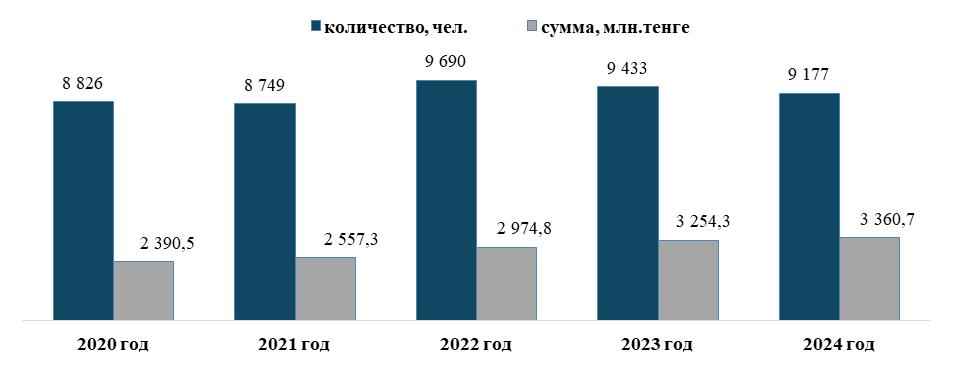 количество, чел. сумма, млн.тенге
8 826 8 749 9 690 9 433 9 177
2 390,5 2 557,3 2 974,8 3 254,3 3 360,7
2020 год 2021 год 2022 год 2023 год 2024 год